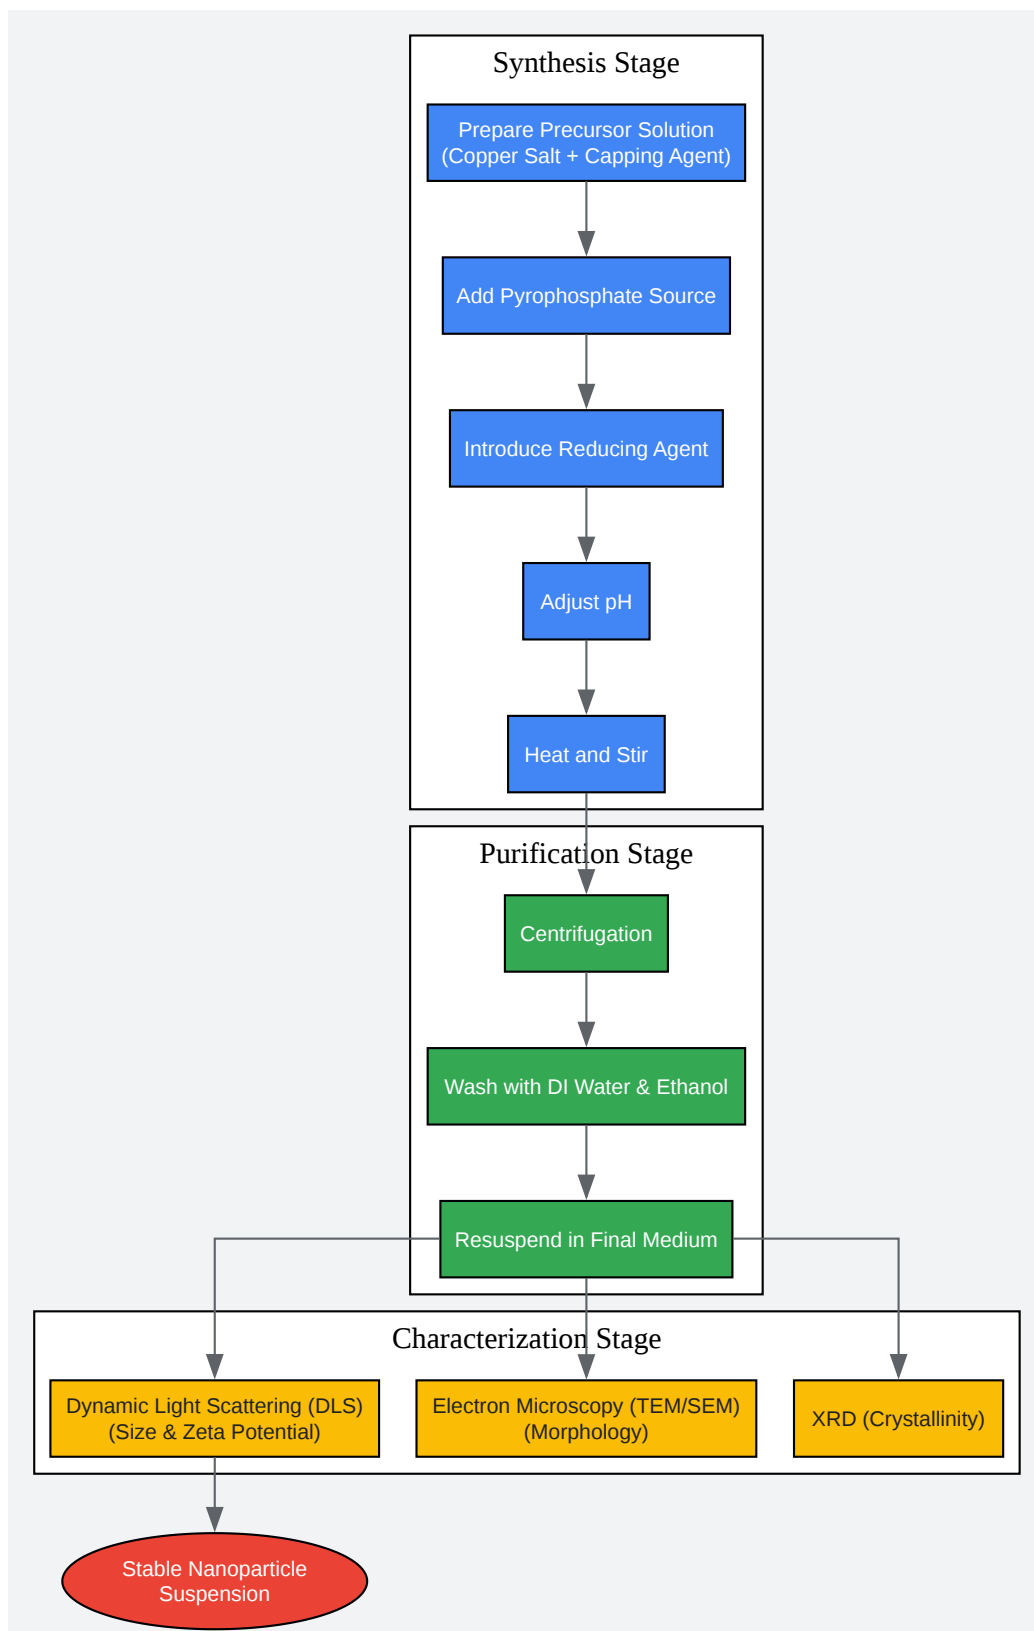 Synthesis Stage
Prepare Precursor Solution
(Copper Salt + Capping Agent)
Add Pyrophosphate Source
Introduce Reducing Agent
Adjust pH
Heat and Stir
Purification Stage
Centrifugation
Wash with DI Water & Ethanol
Resuspend in Final Medium
Characterization Stage
Dynamic Light Scattering (DLS)
(Size & Zeta Potential)
Electron Microscopy (TEM/SEM)
(Morphology)
XRD (Crystallinity)
Stable Nanoparticle
Suspension